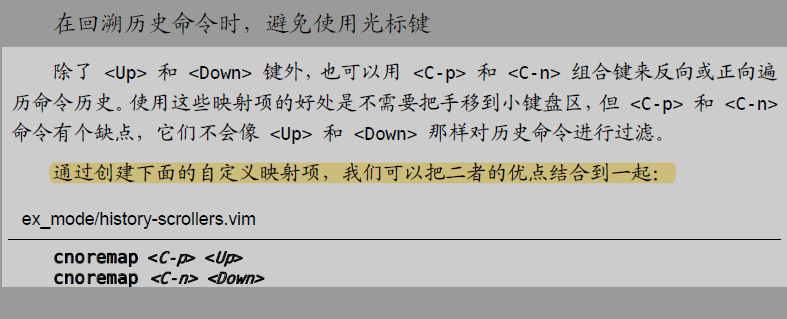 在回溯历史命令时，避免使用光标键
除了 <Up> 和 <Down> 键外，也可以用 <C-p> 和 <C-n> 组合键来反向或正向遍
历命令历史。使用这些映射项的好处是不需要把手移到小键盘区，但 <C-p> 和 <C-n>
命令有个缺点，它们不会像 <Up> 和 <Down> 那样对历史命令进行过滤。
通过创建下面的自定义映射项，我们可以把二者的优点结合到一起：
ex_mode/history-scrollers.vim
cnoremap <C-p> <Up>
cnoremap <C-n> <Down>